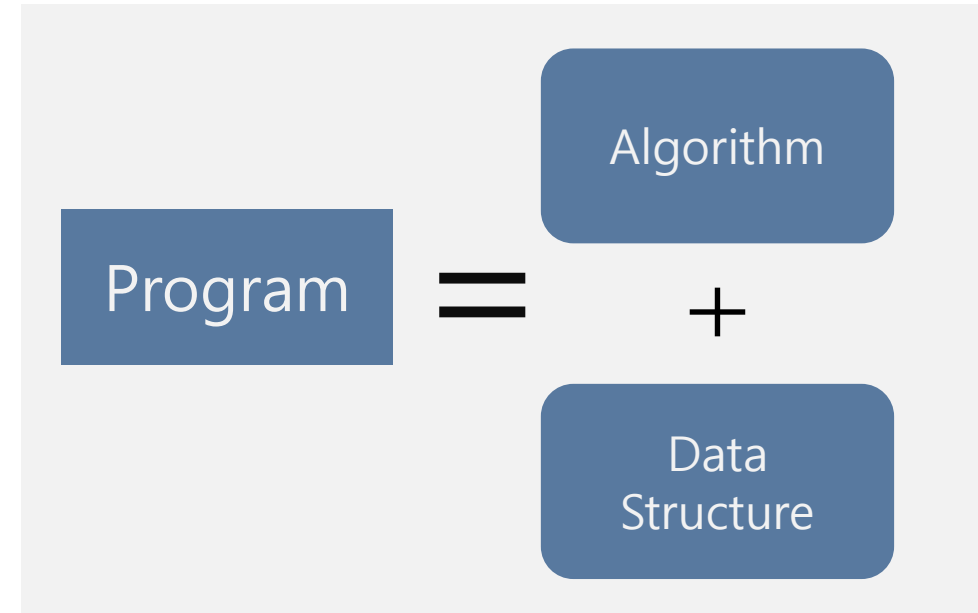 Program
=
Algorithm
+
Data
Structure